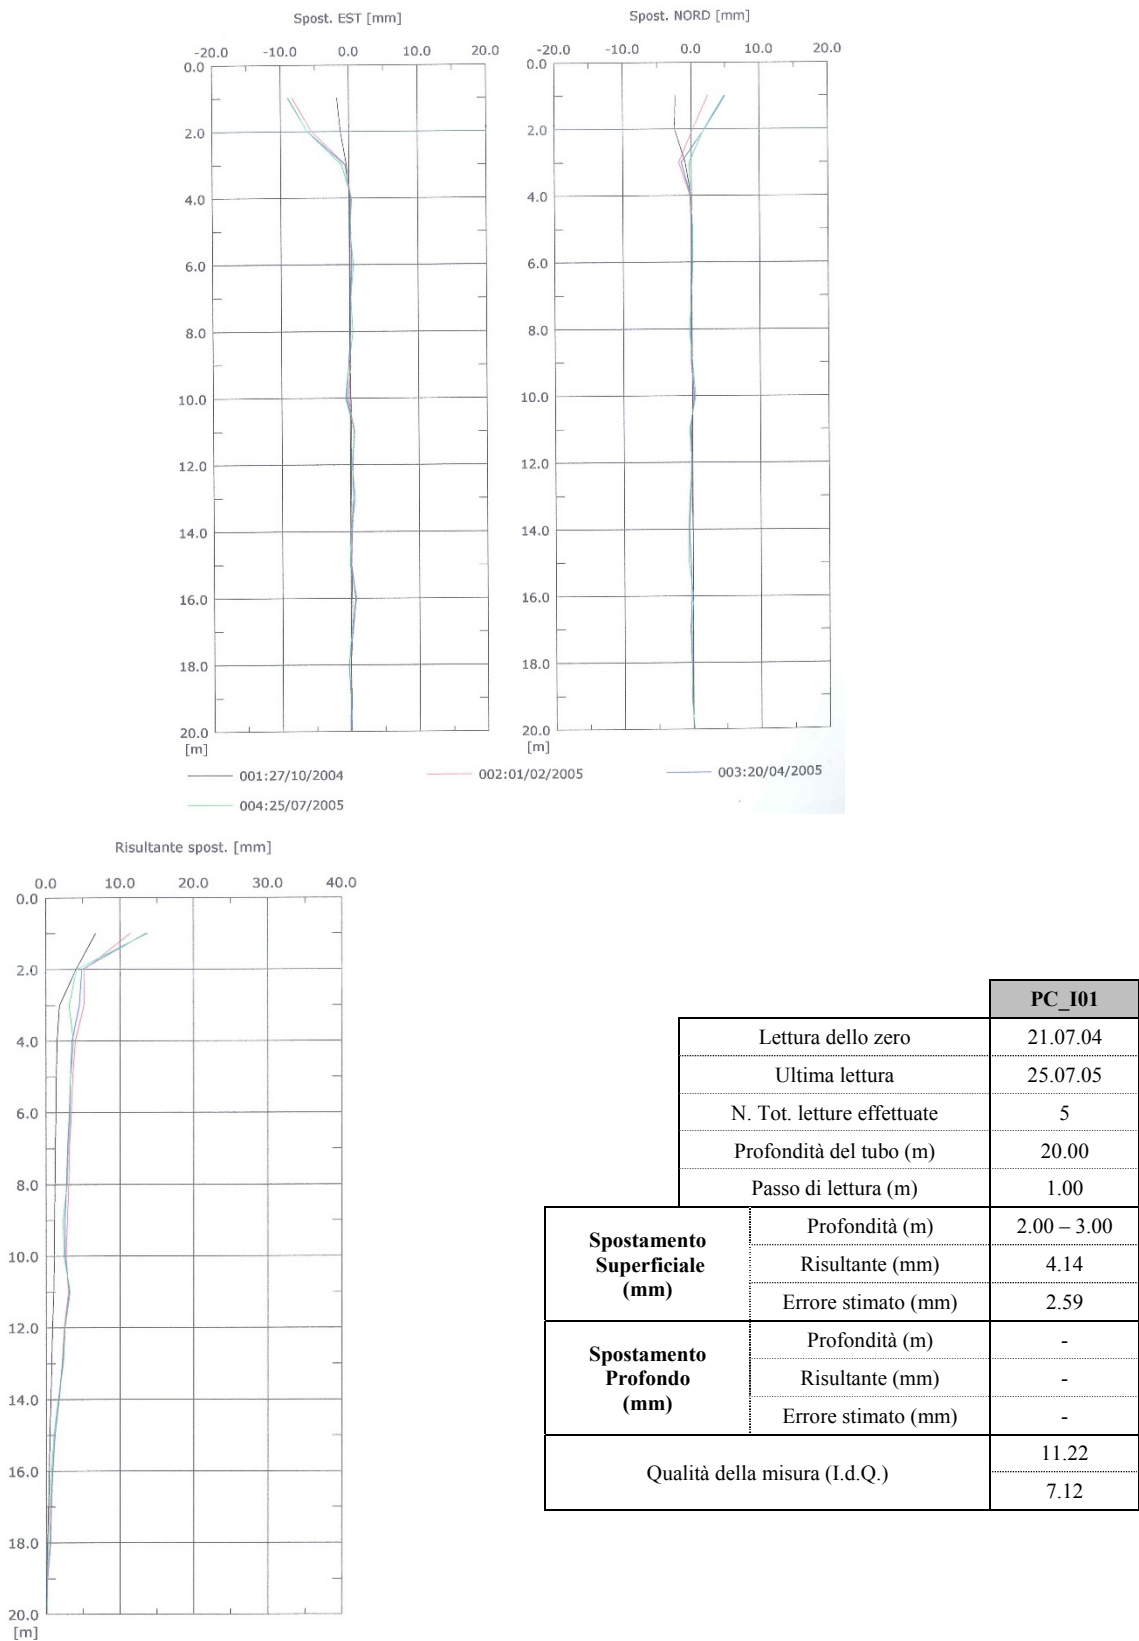 Spost. EST [mm]
-20.0 -10.0 0.0 10.0 20.0
0.0
2.0
4.0
6.0
8.0
10.0
12.0
14.0
16.0
18.0
20.0
[m]
Spost. NORD [mm]
-20.0 -10.0 0.0 10.0 20.0
0.0
2.0
4.0
6.0
8.0
10.0
12.0
14.0
16.0
18.0
20.0
[m]
001:27/10/2004 002:01/02/2005 003:20/04/2005
004:25/07/2005
Risultante spost. [mm]
0.0 10.0 20.0 30.0 40.0
0.0
2.0
4.0
6.0
8.0
10.0
12.0
14.0
16.0
18.0
20.0
[m]
PC_I01
Lettura dello zero 21.07.04
Ultima lettura 25.07.05
N. Tot. letture effettuate 5
Profondità del tubo (m) 20.00
Passo di lettura (m) 1.00
Spostamento Superficiale (mm)
Profondità (m) 2.00 – 3.00
Risultante (mm) 4.14
Errore stimato (mm) 2.59
Spostamento Profondo (mm)
Profondità (m) -
Risultante (mm) -
Errore stimato (mm) -
Qualità della misura (I.d.Q.) 11.22
7.12